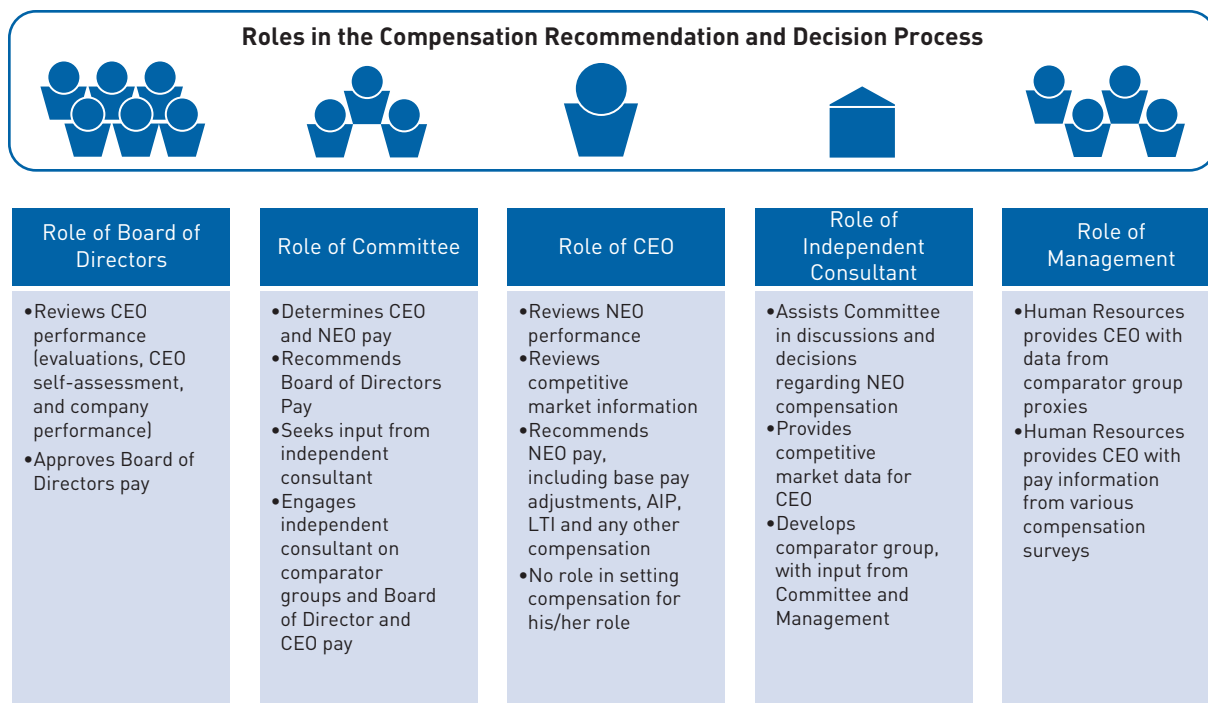 Roles in the Compensation Recommendation and Decision Process
Role of Board of
Directors
•Reviews CEO
performance
(evaluations, CEO
self-assessment,
and company
performance)
•Approves Board of
Directors pay
Role of Committee
•Determines CEO
and NEO pay
•Recommends
Board of Directors
Pay
•Seeks input from
independent
consultant
•Engages
independent
consultant on
comparator
groups and Board
of Director and
CEO pay
Role of CEO
•Reviews NEO
performance
•Reviews
competitive
market information
•Recommends
NEO pay,
including base pay
adjustments, AIP,
LTI and any other
compensation
•No role in setting
compensation for
his/her role
Role of
Independent
Consultant
•Assists Committee
in discussions and
decisions
regarding NEO
compensation
•Provides
competitive
market data for
CEO
•Develops
comparator group,
with input from
Committee and
Management
Role of
Management
•Human Resources
provides CEO with
data from
comparator group
proxies
•Human Resources
provides CEO with
pay information
from various
compensation
surveys